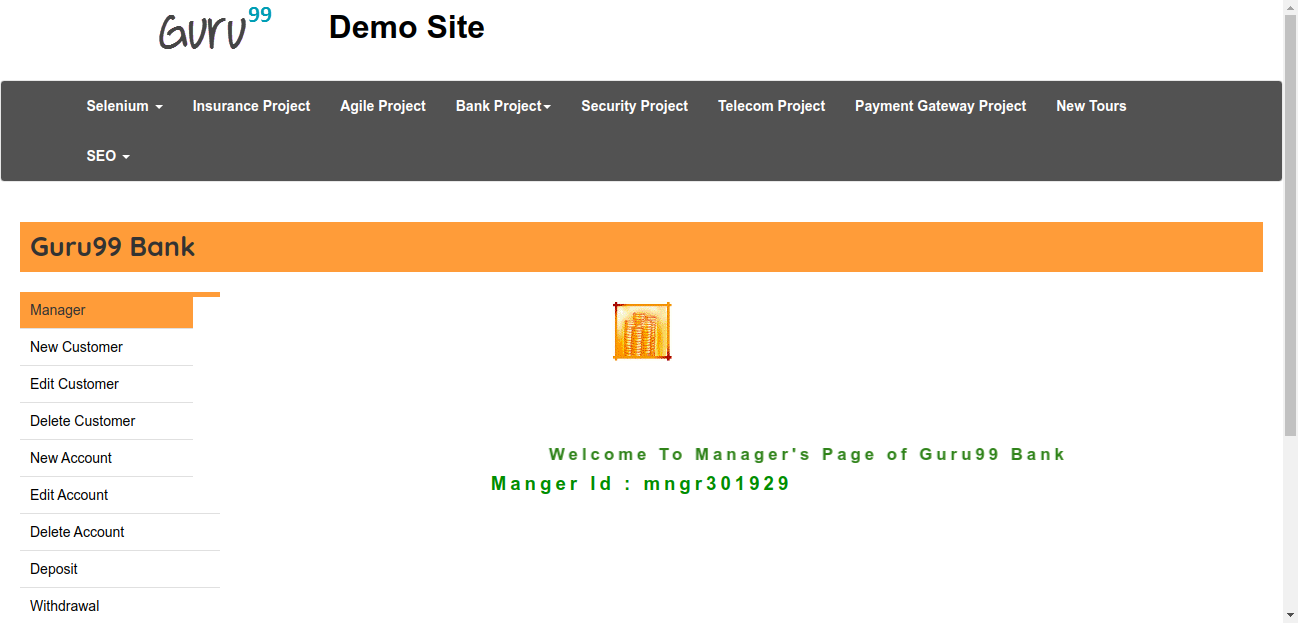 Guru99
Demo Site
Selenium Insurance Project Agile Project Bank Project Security Project Telecom Project Payment Gateway Project New Tours
SEO
Guru99 Bank
Manager
New Customer
Edit Customer
Delete Customer
New Account
Edit Account
Delete Account
Deposit
Withdrawal
Welcome To Manager's Page of Guru99 Bank
Manger Id : mngr301929